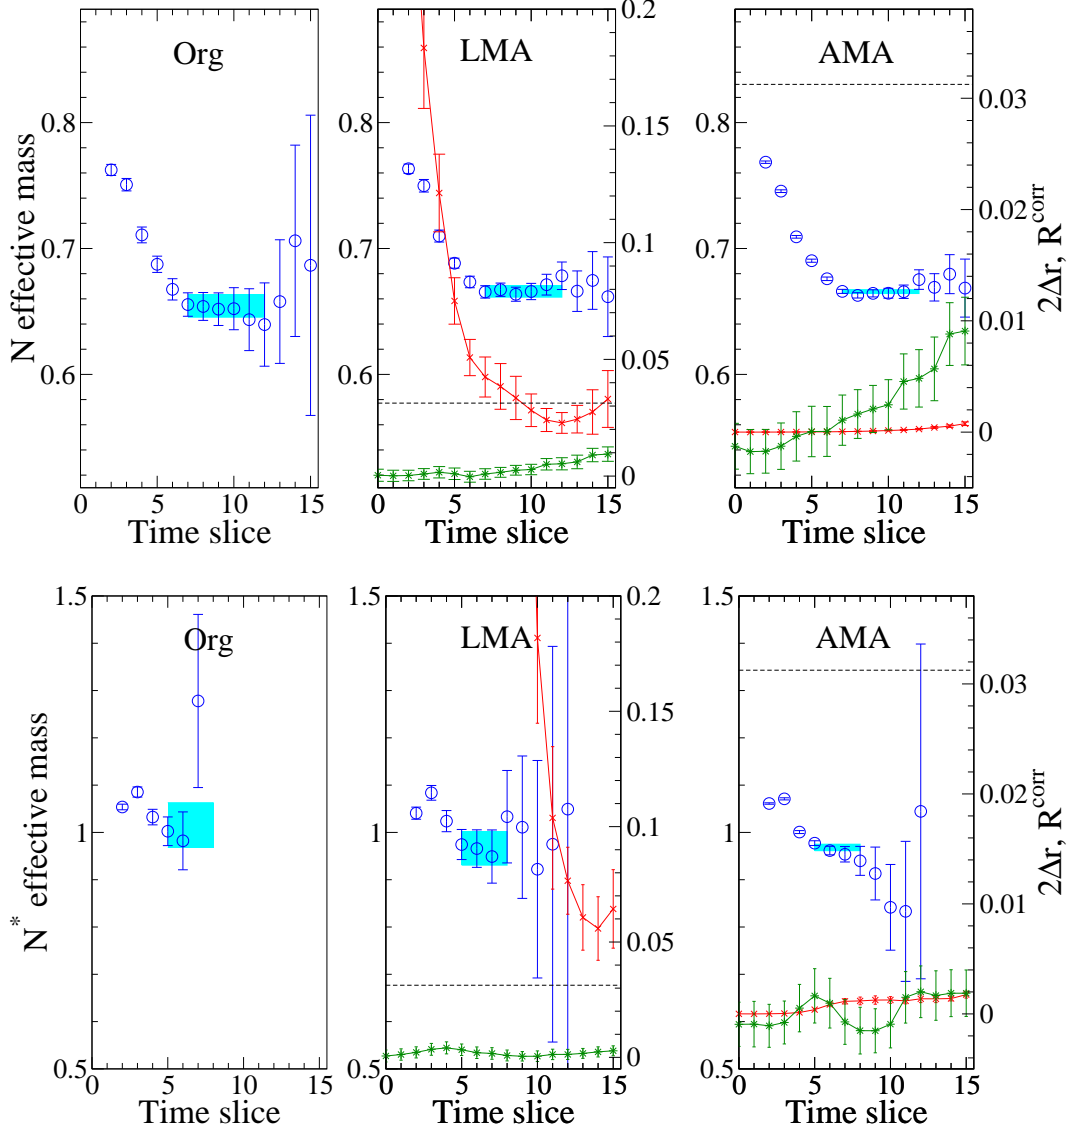 Org
LMA
AMA
0.2
0.15
0.1
0.05
0
0.03
0.02
0.01
0
0.8
0.7
0.6
0.8
0.7
0.6
0.8
0.7
0.6
N effective mass
2Δr, R^corr
0 5 10 15
0 5 10 15
0 5 10 15
Time slice
Time slice
Time slice
Org
LMA
AMA
1.5
1
0.5
1.5
1
0.5
1.5
1
0.5
0.2
0.15
0.1
0.05
0
0.03
0.02
0.01
0
N^* effective mass
2Δr, R^corr
0 5 10 15
0 5 10 15
0 5 10 15
Time slice
Time slice
Time slice